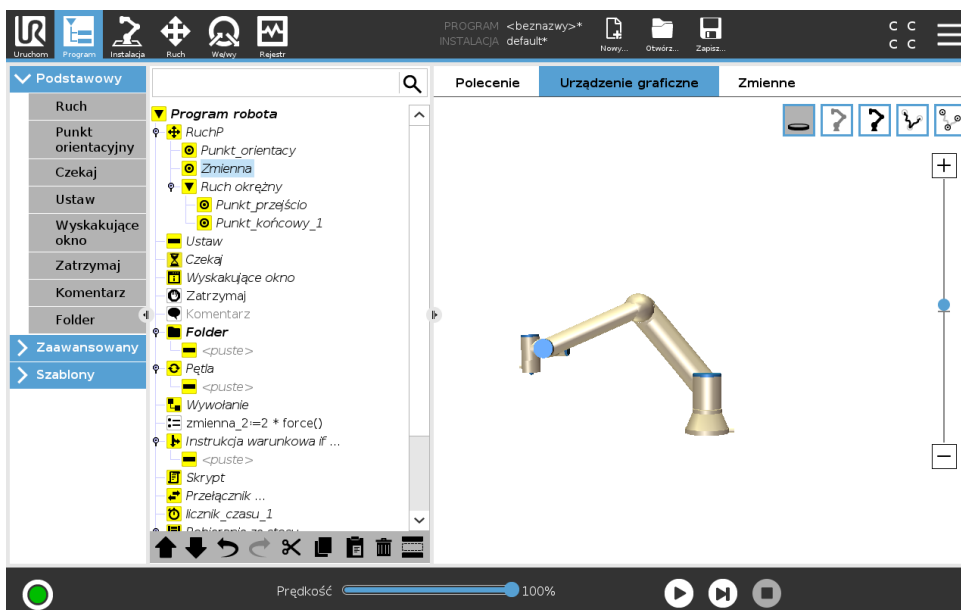 UR
PROGRAM <beznazwy>*
INSTALACJA default*
Uruchom
Program
Instalacja
Ruch
We/wy
Rejestr
Nowy...
Otwórz...
Zapisz...
C C
C C
Podstawowy
Ruch
Punkt
orientacyjny
Czekaj
Ustaw
Wyskakujące
okno
Zatrzymaj
Komentarz
Folder
Zaawansowany
Szablony
Program robota
RuchP
Punkt_orientacy
Zmienna
Ruch okrężny
Punkt_przejścio
Punkt_końcowy_1
Ustaw
Czekaj
Wyskakujące okno
Zatrzymaj
Komentarz
Folder
<puste>
Pętla
<puste>
Wywołanie
zmienna_2:=2 * force()
Instrukcja warunkowa if ...
<puste>
Skrypt
Przełącznik ...
licznik_czasu_1
Polecenie
Urządzenie graficzne
Zmienne
Prędkość
100%